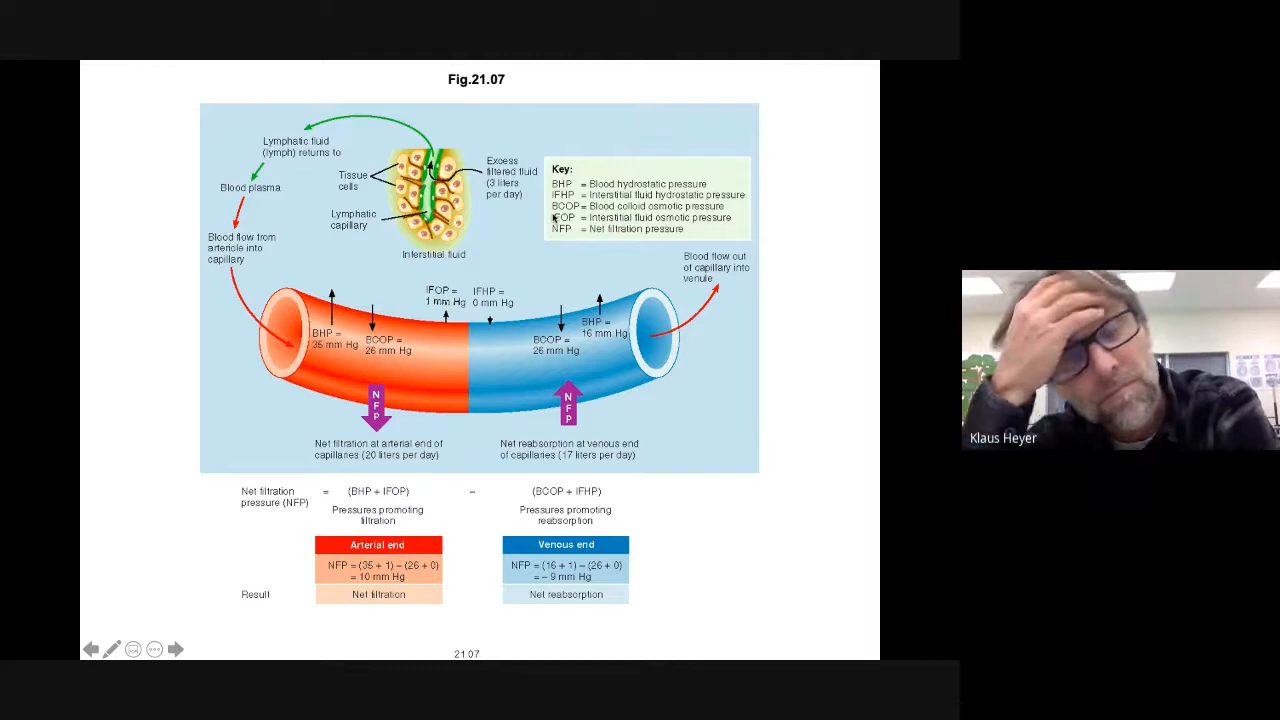 Fig.21.07
Lymphatic fluid
(lymph) returns to
Blood plasma
Blood flow from
arteriole into
capillary
Tissue
cells
Lymphatic
capillary
Excess
filtered fluid
(3 liters
per day)
Interstitial fluid
Key:
BHP = Blood hydrostatic pressure
IFHP = Interstitial fluid hydrostatic pressure
BCOP = Blood colloid osmotic pressure
IFOP = Interstitial fluid osmotic pressure
NFP = Net filtration pressure
Blood flow out
of capillary into
venule
BHP =
35 mm Hg
BCOP =
26 mm Hg
IFOP =
1 mm Hg
IFHP =
0 mm Hg
BCOP =
26 mm Hg
BHP =
16 mm Hg
NFP
NFP
Net filtration at arterial end of
capillaries (20 liters per day)
Net reabsorption at venous end
of capillaries (17 liters per day)
Net filtration
pressure (NFP)
= (BHP + IFOP) – (BCOP + IFHP)
Pressures promoting
filtration
Pressures promoting
reabsorption
Arterial end
NFP = (35 + 1) – (26 + 0)
= 10 mm Hg
Venous end
NFP = (16 + 1) – (26 + 0)
= – 9 mm Hg
Result
Net filtration
Net reabsorption
21.07
Klaus Heyer